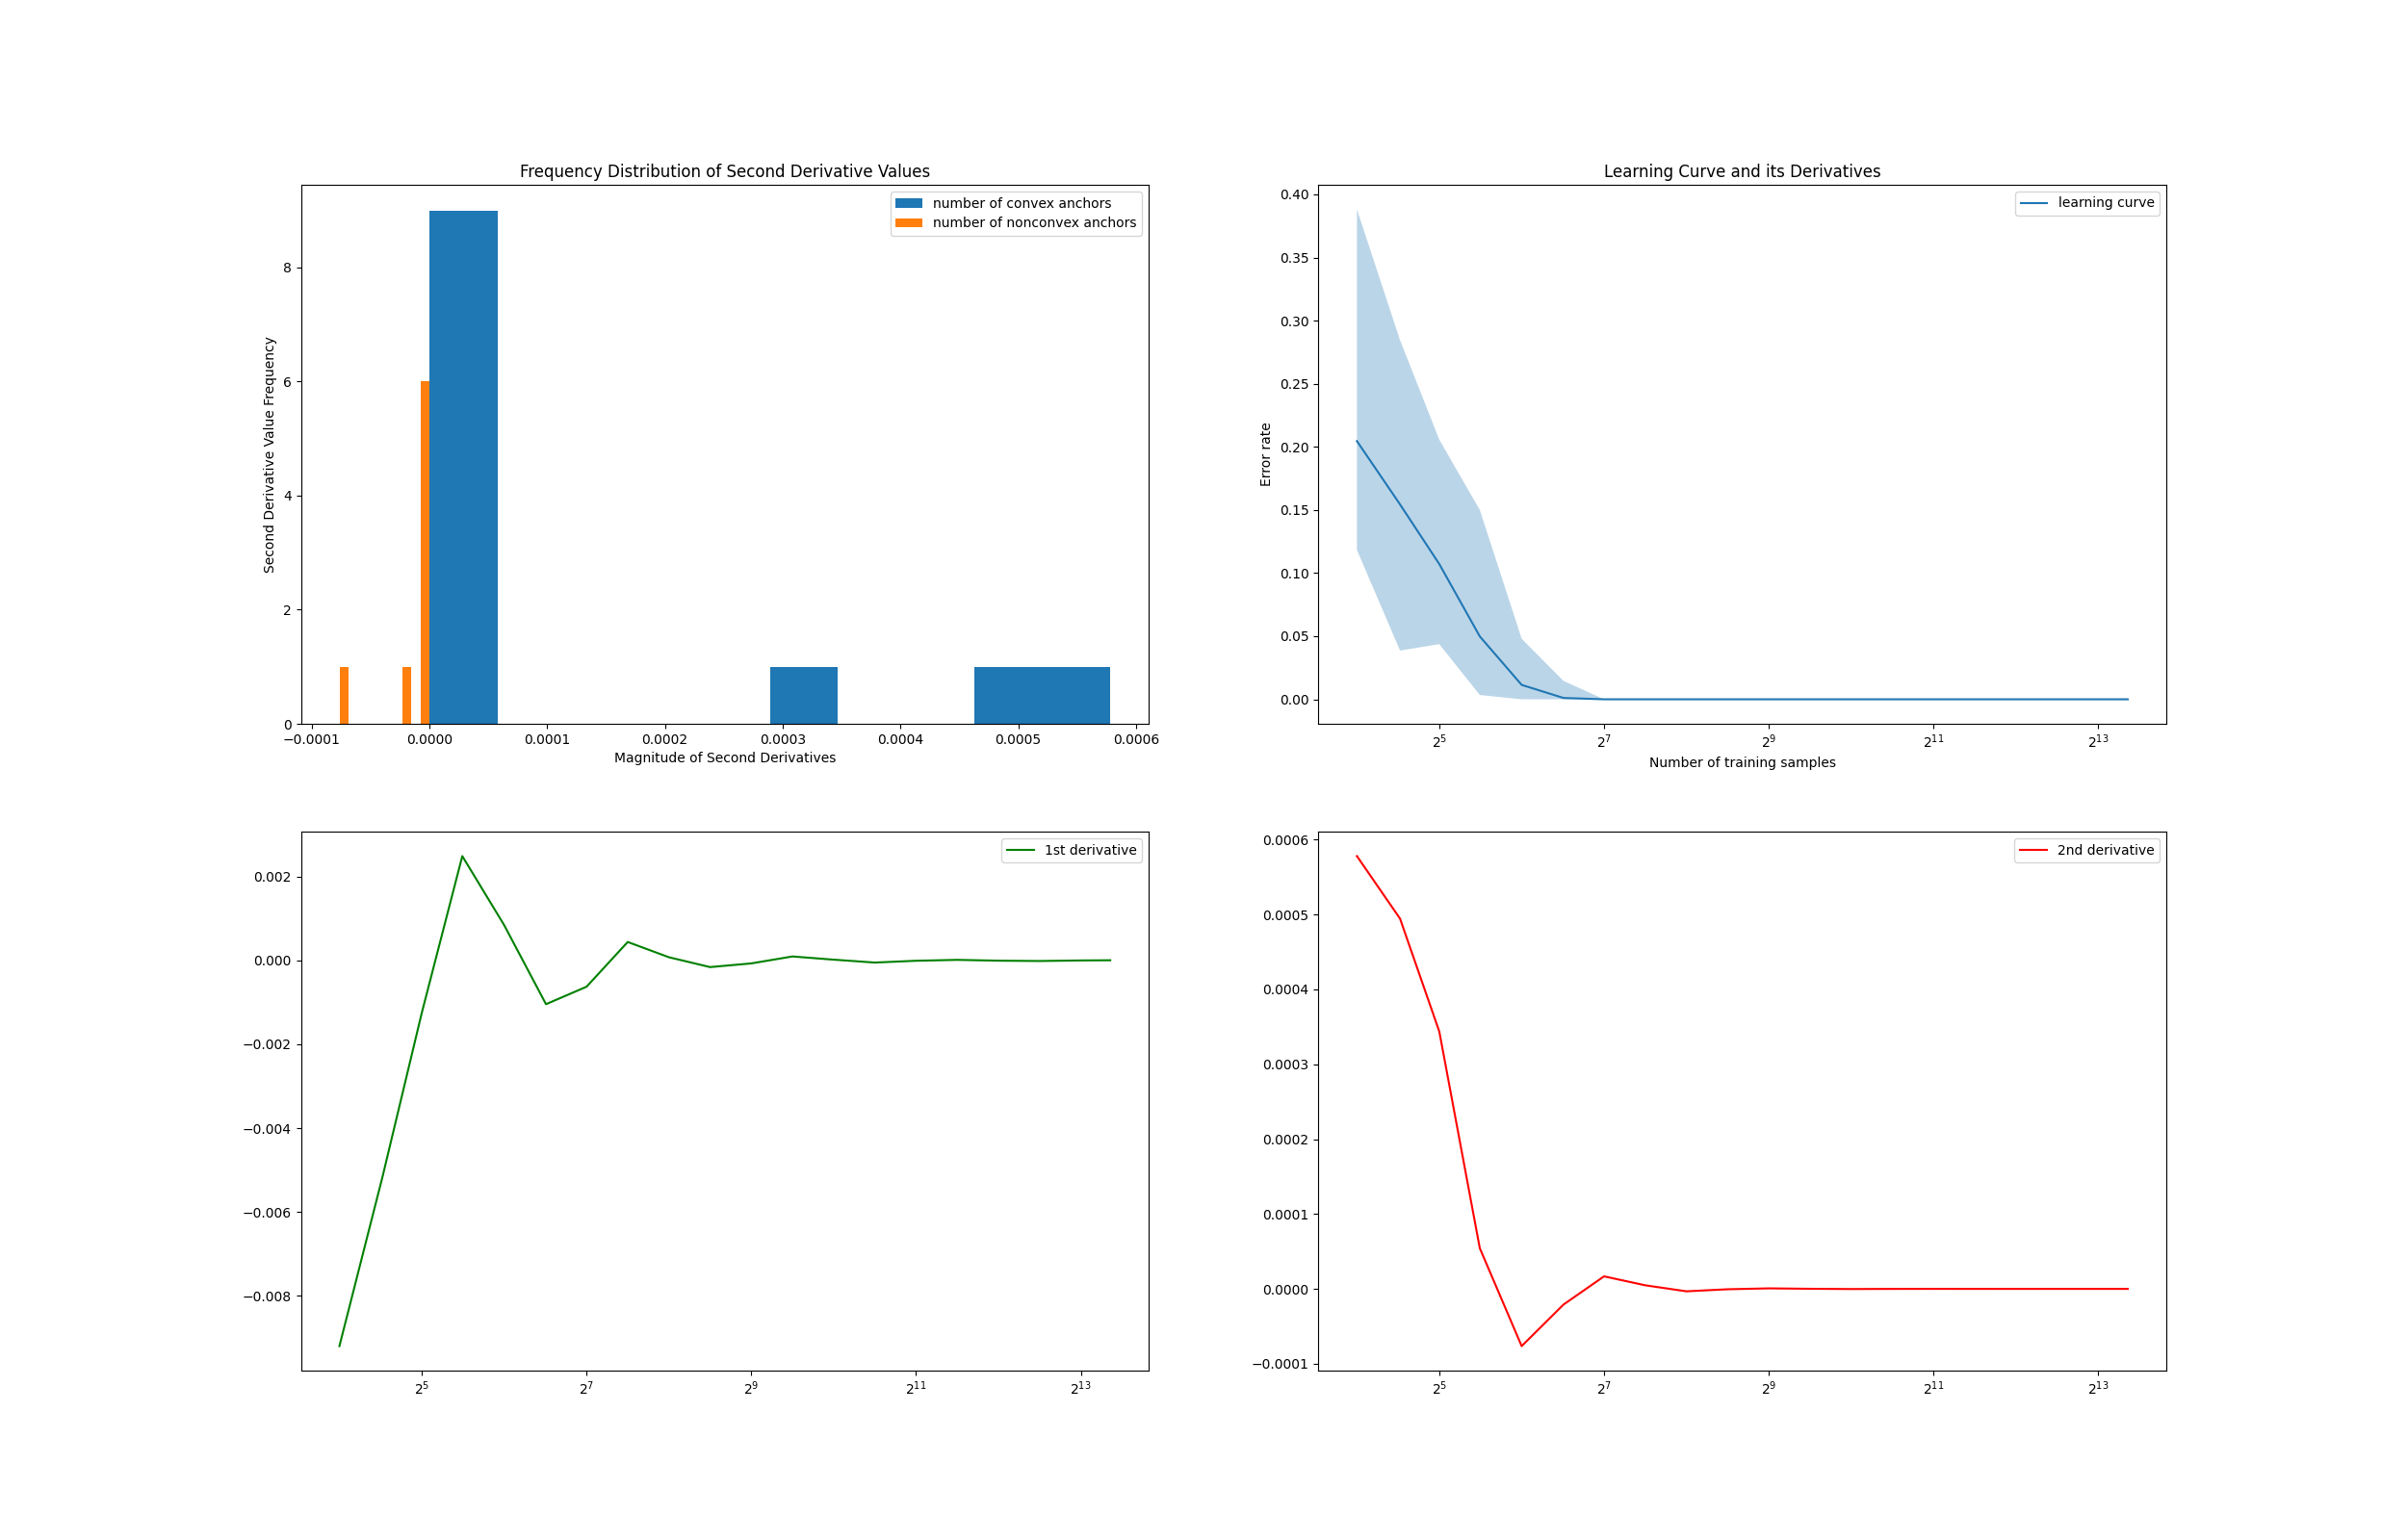 Frequency Distribution of Second Derivative Values
number of convex anchors
number of nonconvex anchors
Second Derivative Value Frequency
8
6
4
2
0
−0.0001 0.0000 0.0001 0.0002 0.0003 0.0004 0.0005 0.0006
Magnitude of Second Derivatives
Learning Curve and its Derivatives
learning curve
Error rate
0.40
0.35
0.30
0.25
0.20
0.15
0.10
0.05
0.00
2^5 2^7 2^9 2^11 2^13
Number of training samples
1st derivative
0.002
0.000
−0.002
−0.004
−0.006
−0.008
2^5 2^7 2^9 2^11 2^13
2nd derivative
0.0006
0.0005
0.0004
0.0003
0.0002
0.0001
0.0000
−0.0001
2^5 2^7 2^9 2^11 2^13